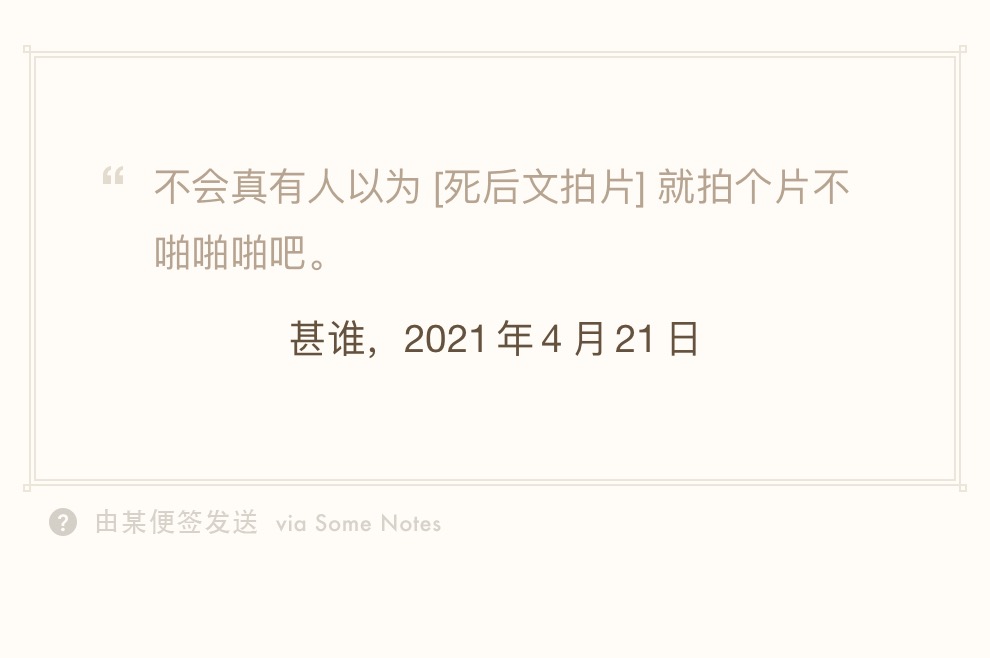 “ 不会真有人以为 [死后文拍片] 就拍个片不
啪啪啪吧。
甚谁，2021 年 4 月 21 日
由某便签发送 via Some Notes